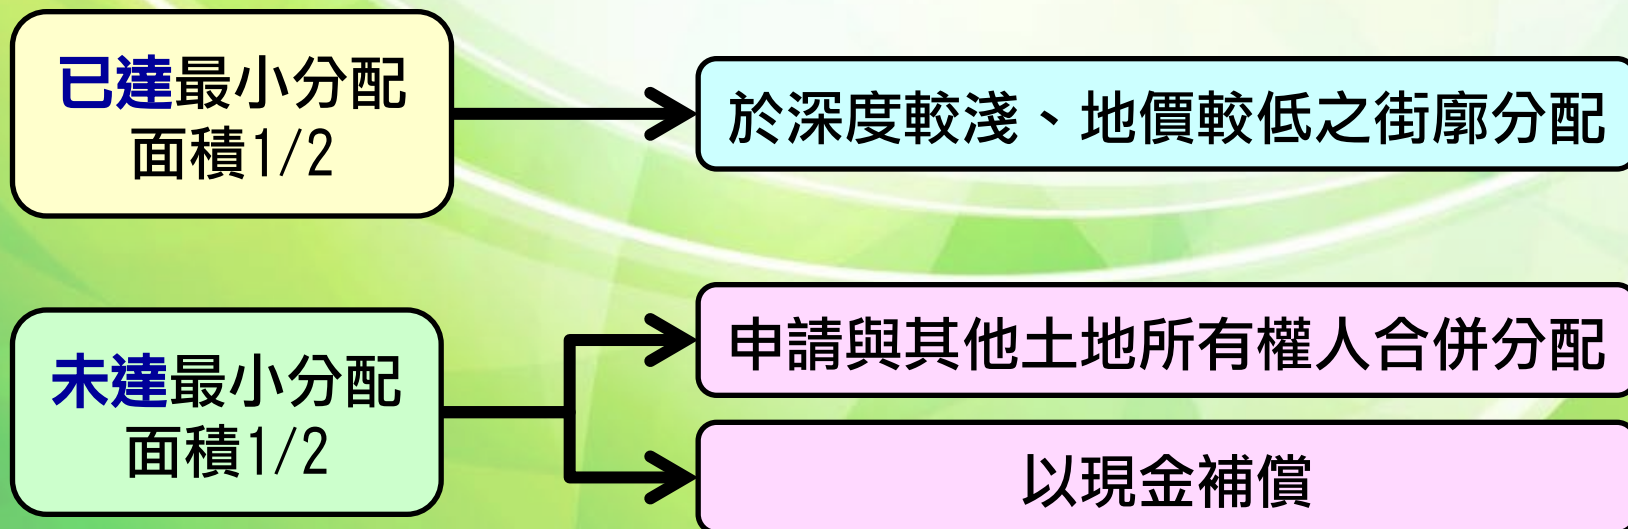 已達最小分配
面積1/2
於深度較淺、地價較低之街廓分配
未達最小分配
面積1/2
申請與其他土地所有權人合併分配
以現金補償